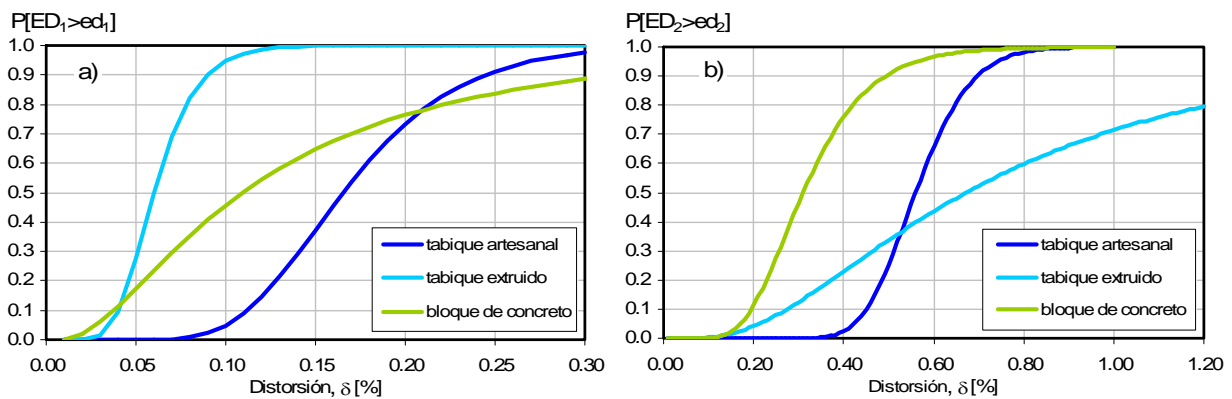 P[ED₁>ed₁]
a)
1.0
0.9
0.8
0.7
0.6
0.5
0.4
0.3
0.2
0.1
0.0
0.00 0.05 0.10 0.15 0.20 0.25 0.30
Distorsión, δ [%]
tabique artesanal
tabique extruido
bloque de concreto
P[ED₂>ed₂]
b)
1.0
0.9
0.8
0.7
0.6
0.5
0.4
0.3
0.2
0.1
0.0
0.00 0.20 0.40 0.60 0.80 1.00 1.20
Distorsión, δ [%]
tabique artesanal
tabique extruido
bloque de concreto